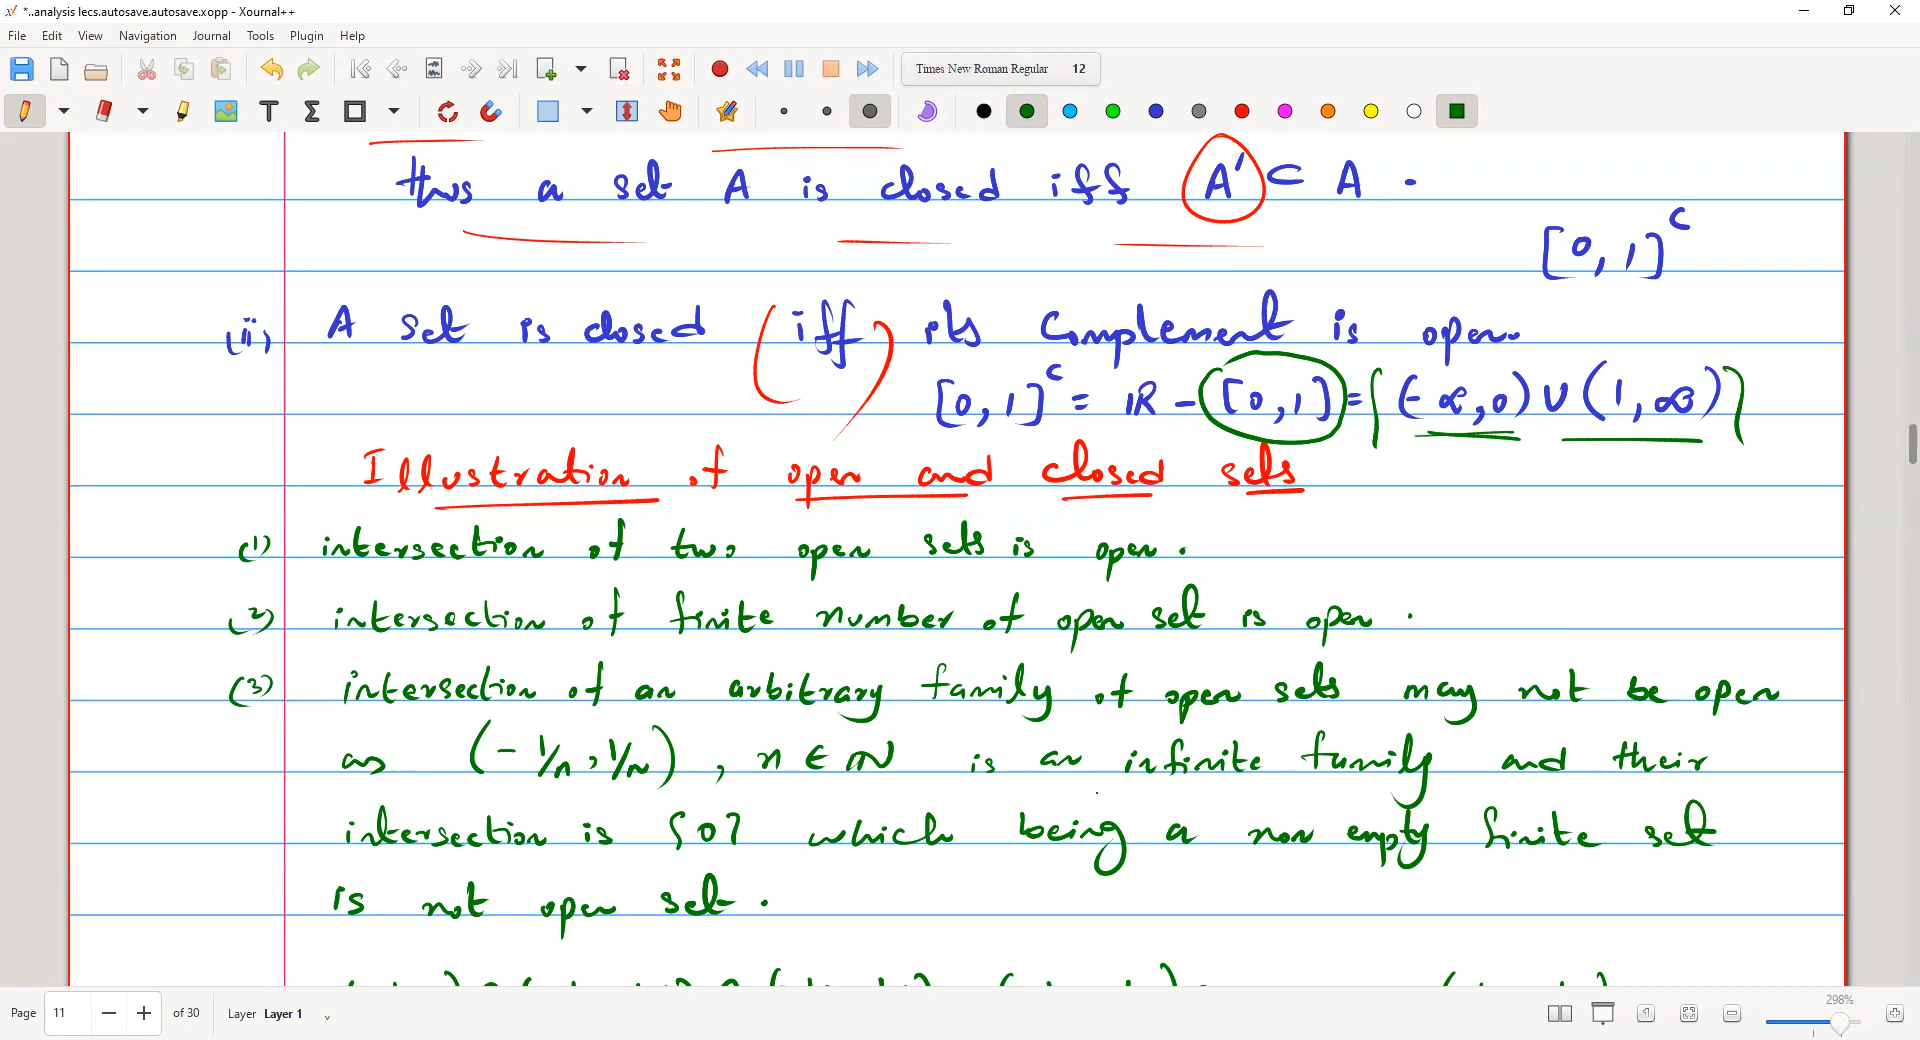 *..analysis lecs.autosave.autosave.xopp - Xournal++
File Edit View Navigation Journal Tools Plugin Help
Times New Roman Regular 12
thus a set A is closed iff A' ⊂ A .
[0, 1]^c
(ii) A set is closed (iff) its Complement is open.
[0, 1]^c = IR - [0, 1] = {(-∞, 0) ∪ (1, ∞)}
Illustration of open and closed sets
(1) intersection of two open sets is open .
(2) intersection of finite number of open set is open .
(3) intersection of an arbitrary family of open sets may not be open
as (-1/n, 1/n), n ∈ N is an infinite family and their
intersection is {0} which being a non empty finite set
is not open set .
Page 11 of 30 Layer Layer 1 298%